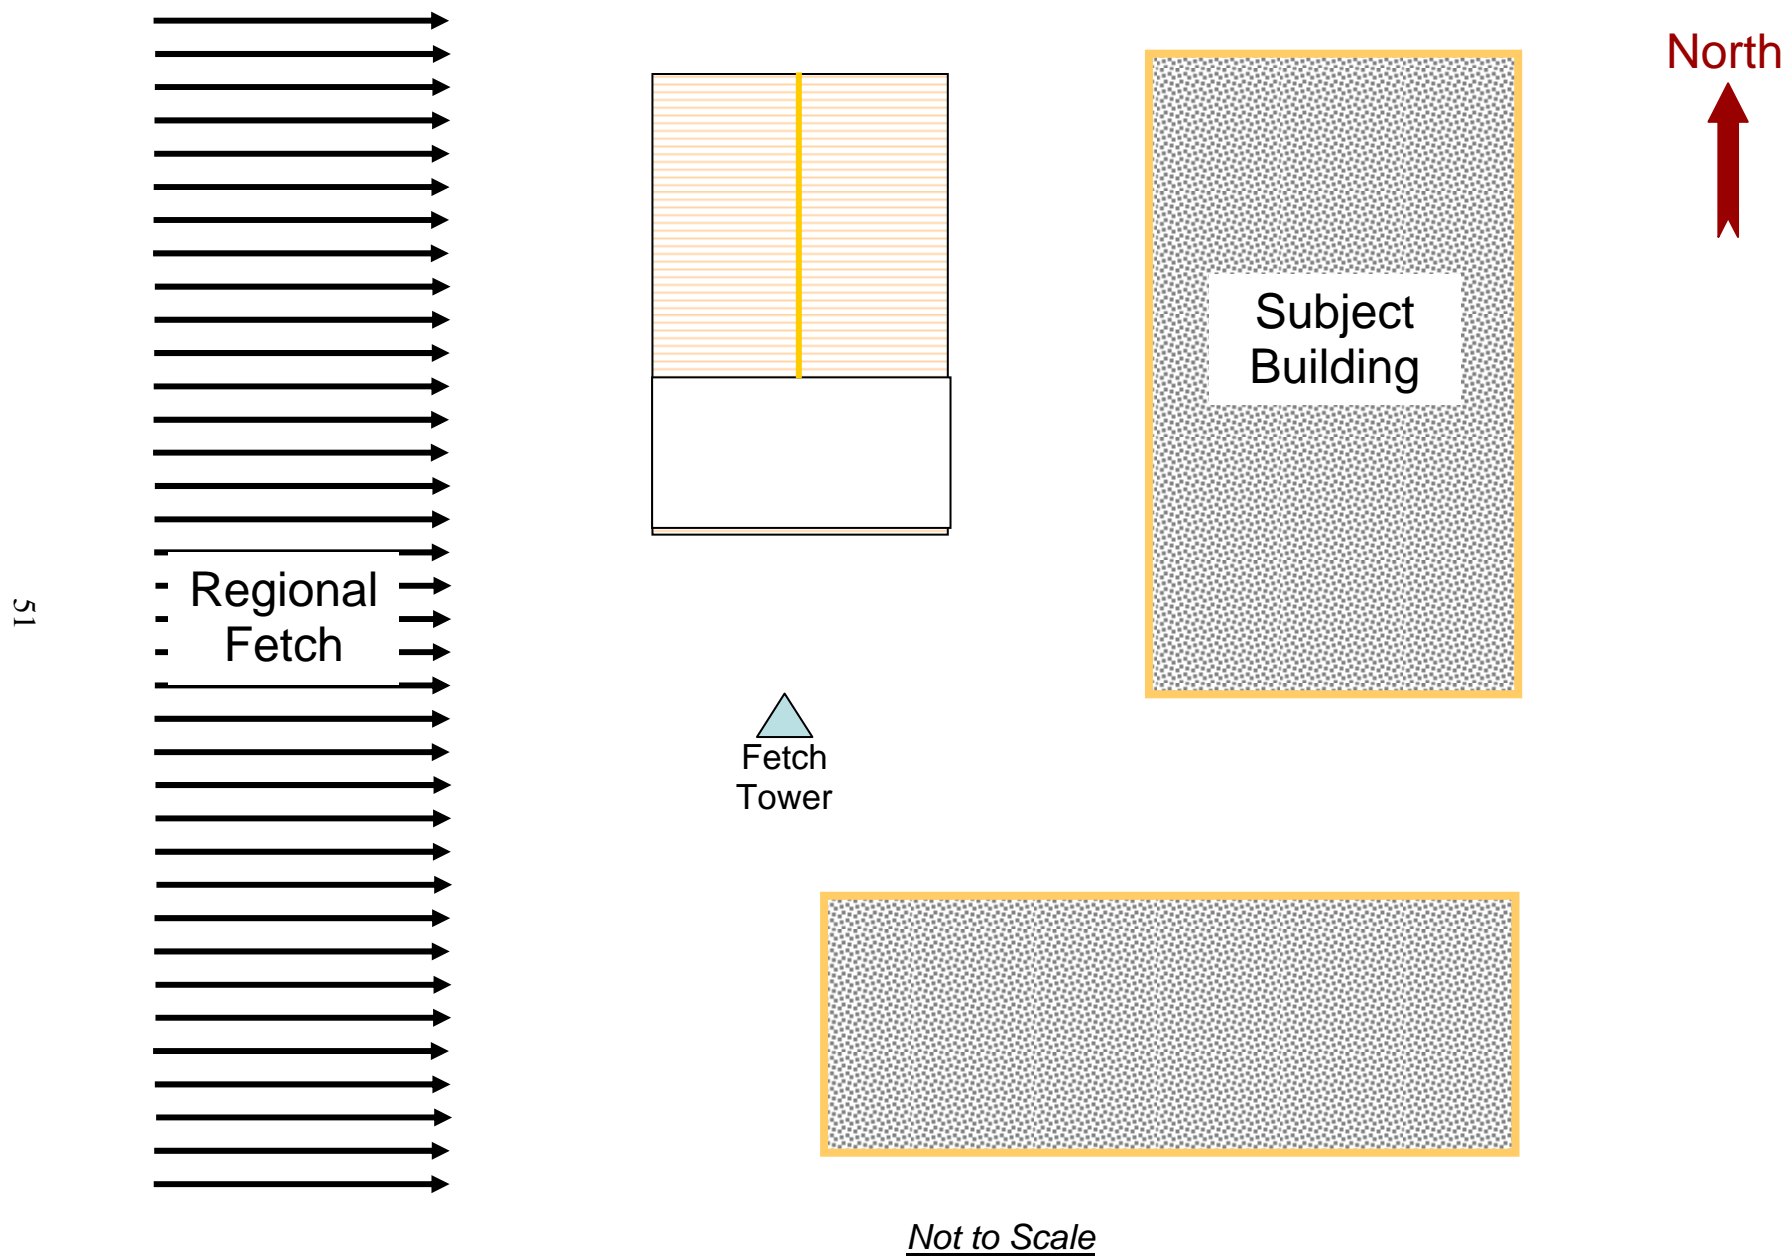 North
Subject
Building
Regional
Fetch
51
Fetch
Tower
Not to Scale